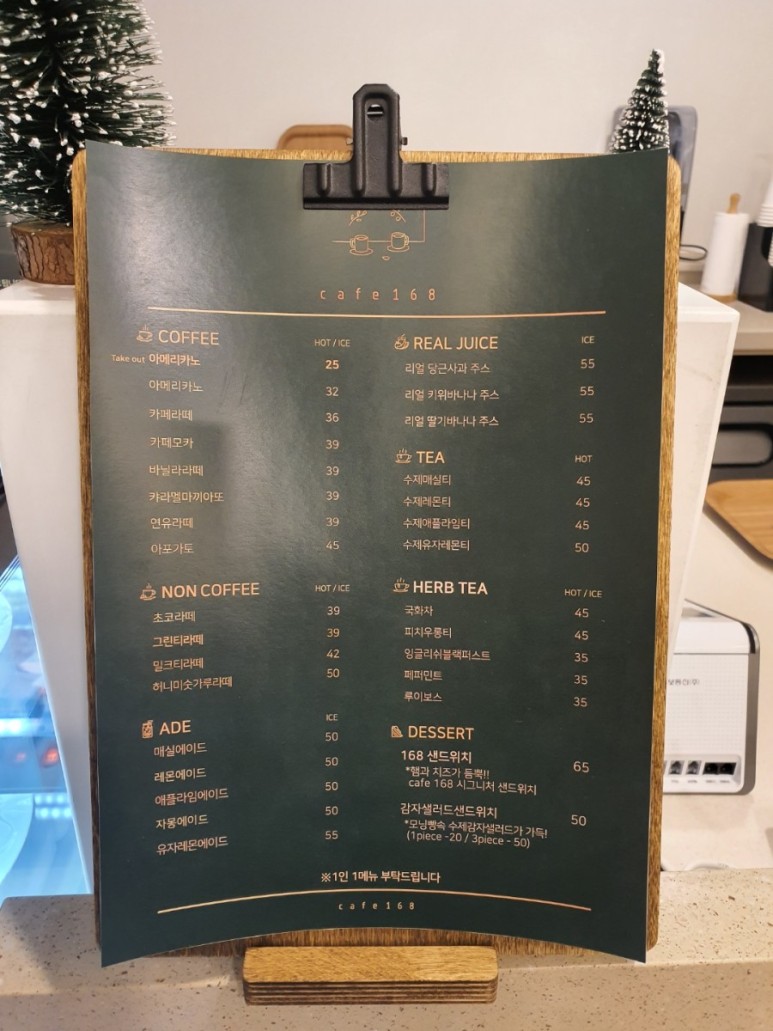 cafe168
COFFEE
HOT / ICE
Take out 아메리카노 25
아메리카노 32
카페라떼 36
카페모카 39
바닐라라떼 39
캬라멜마끼아또 39
연유라떼 39
아포가토 45
NON COFFEE
HOT / ICE
초코라떼 39
그린티라떼 39
밀크티라떼 42
허니미숫가루라떼 50
ADE
ICE
매실에이드 50
레몬에이드 50
애플라임에이드 50
자몽에이드 50
유자레몬에이드 55
REAL JUICE
ICE
리얼 당근사과 주스 55
리얼 키위바나나 주스 55
리얼 딸기바나나 주스 55
TEA
HOT
수제매실티 45
수제레몬티 45
수제애플라임티 45
수제유자레몬티 50
HERB TEA
HOT / ICE
국화차 45
피치우롱티 45
잉글리쉬블랙퍼스트 35
페퍼민트 35
루이보스 35
DESSERT
168 샌드위치 65
*햄과 치즈가 듬뿍!!
cafe 168 시그니처 샌드위치
감자샐러드샌드위치 50
*모닝빵속 수제감자샐러드가 가득!
(1piece -20 / 3piece - 50)
※1인 1메뉴 부탁드립니다
cafe168